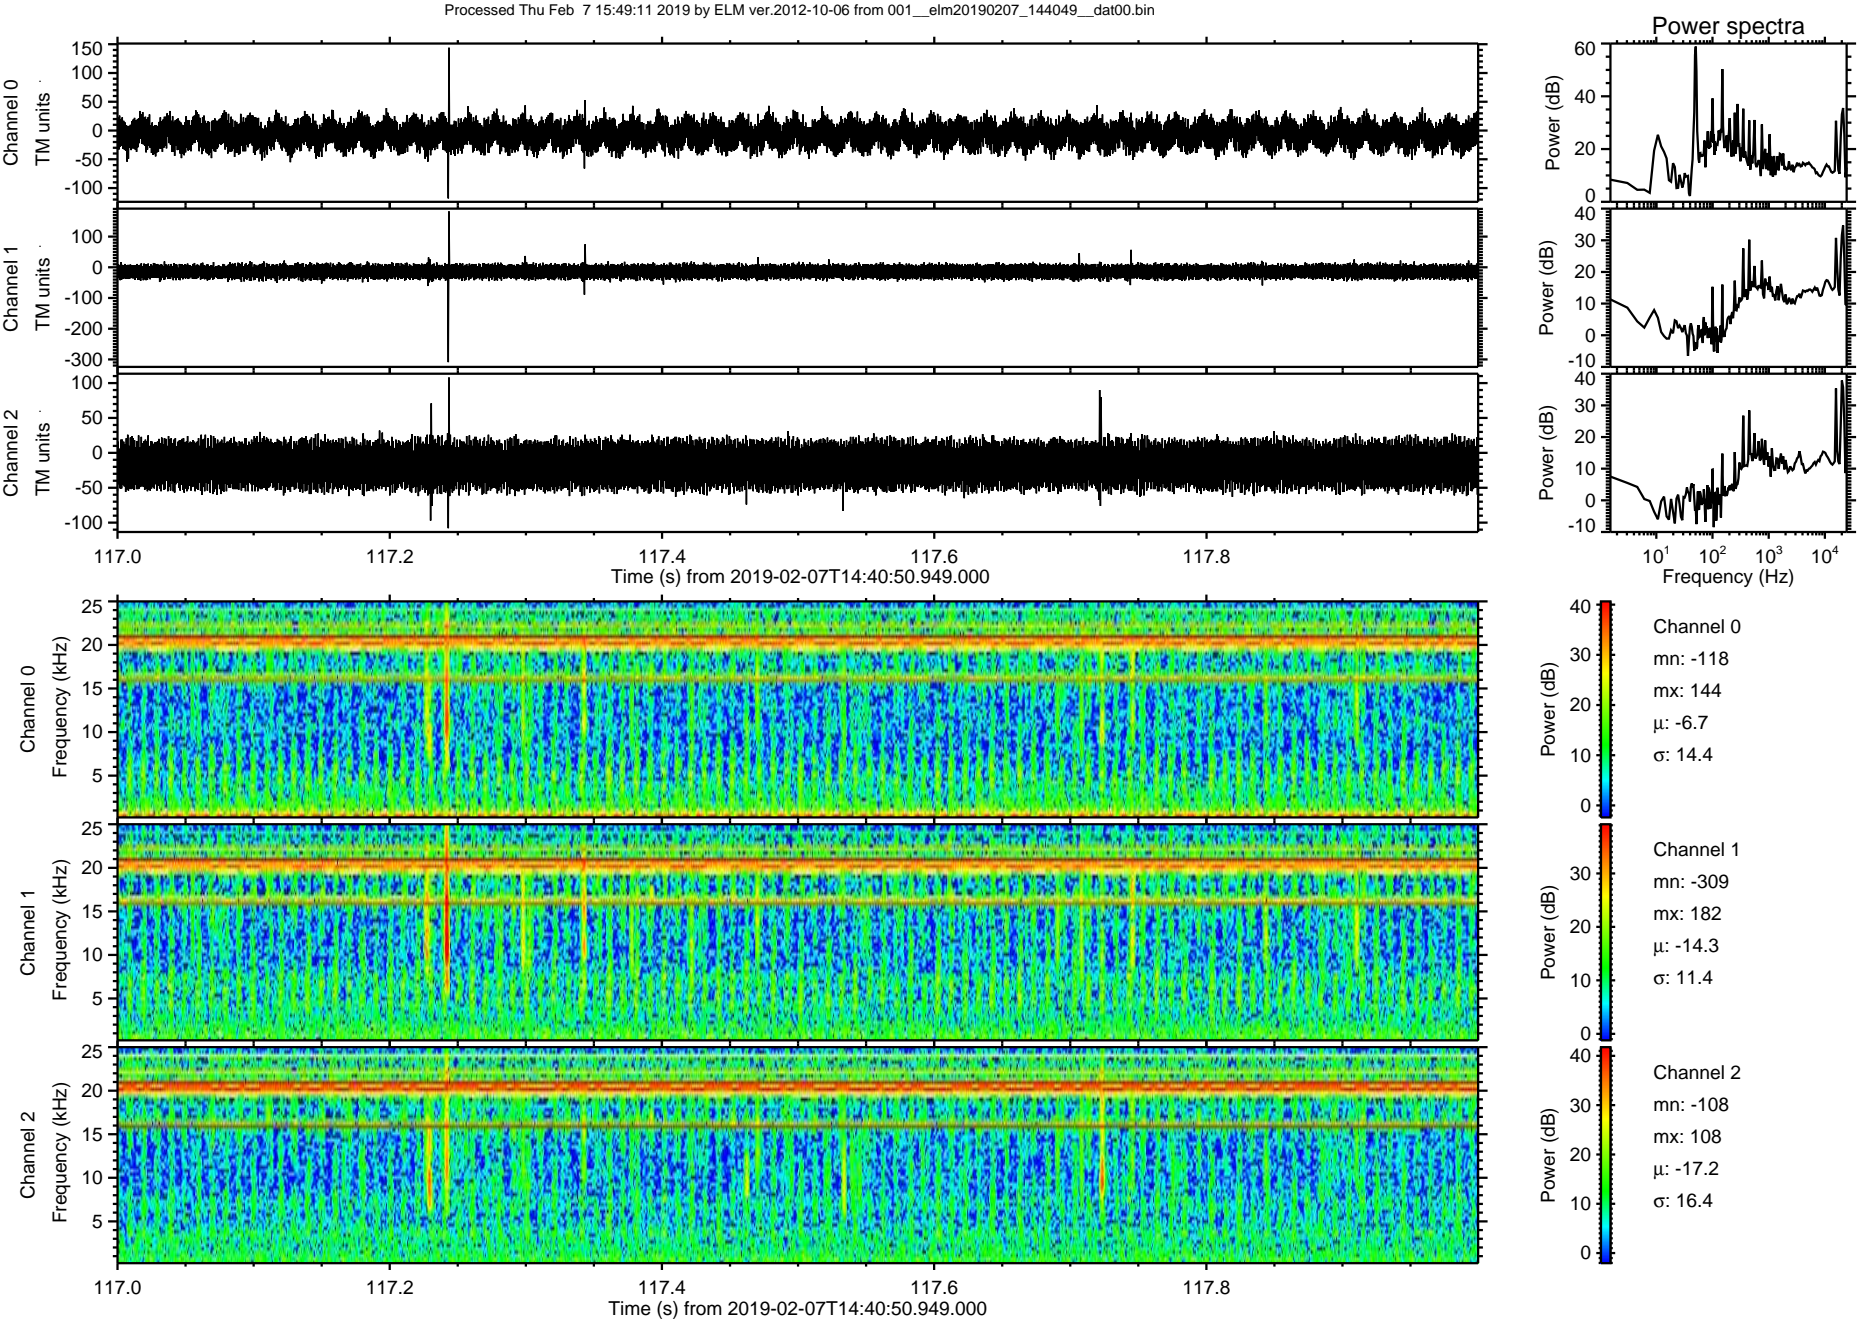 Processed Thu Feb  7 15:49:11 2019 by ELM ver.2012-10-06 from 001__elm20190207_144049__dat00.bin
Power spectra
Channel 0
TM units
150
100
50
0
-50
-100
Power (dB)
60
40
20
0
Channel 1
TM units
100
0
-100
-200
-300
Power (dB)
40
30
20
10
0
-10
Channel 2
TM units
100
50
0
-50
-100
Power (dB)
40
30
20
10
0
-10
117.0 117.2 117.4 117.6 117.8
Time (s) from 2019-02-07T14:40:50.949.000
10¹ 10² 10³ 10⁴
Frequency (Hz)
Channel 0
Frequency (kHz)
25
20
15
10
5
Power (dB)
40
30
20
10
0
Channel 0
mn: -118
mx: 144
μ: -6.7
σ: 14.4
Channel 1
Frequency (kHz)
25
20
15
10
5
Power (dB)
30
20
10
0
Channel 1
mn: -309
mx: 182
μ: -14.3
σ: 11.4
Channel 2
Frequency (kHz)
25
20
15
10
5
Power (dB)
40
30
20
10
0
Channel 2
mn: -108
mx: 108
μ: -17.2
σ: 16.4
117.0 117.2 117.4 117.6 117.8
Time (s) from 2019-02-07T14:40:50.949.000